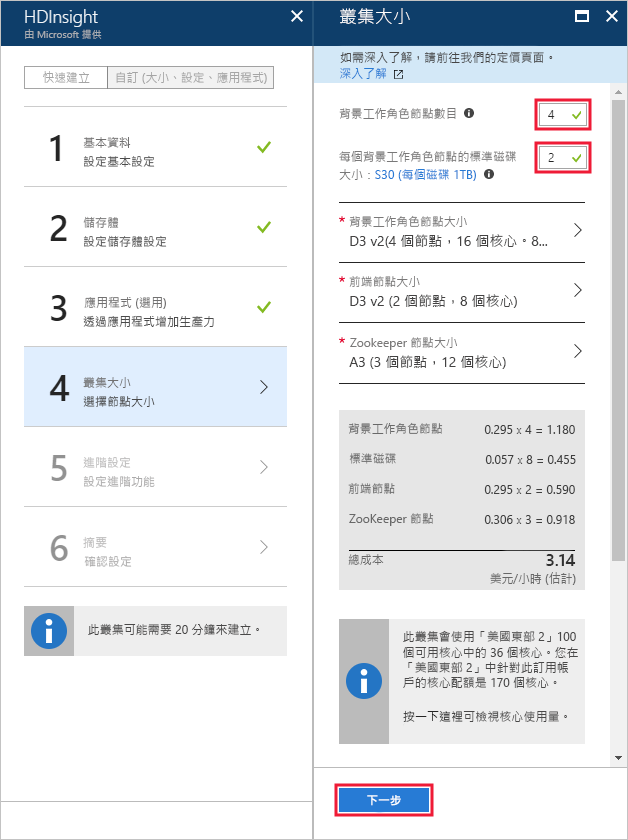 HDInsight
由 Microsoft 提供
快速建立
自訂 (大小、設定、應用程式)
1
基本資料
設定基本設定
2
儲存體
設定儲存體設定
3
應用程式 (選用)
透過應用程式增加生產力
4
叢集大小
選擇節點大小
5
進階設定
設定進階功能
6
摘要
確認設定
此叢集可能需要 20 分鐘來建立。
叢集大小
如需深入了解，請前往我們的定價頁面。
深入了解
背景工作角色節點數目
4
每個背景工作角色節點的標準磁碟
大小：S30 (每個磁碟 1TB)
2
* 背景工作角色節點大小
D3 v2(4 個節點，16 個核心。8...
* 前端節點大小
D3 v2 (2 個節點，8 個核心)
* Zookeeper 節點大小
A3 (3 個節點，12 個核心)
背景工作角色節點 0.295 x 4 = 1.180
標準磁碟 0.057 x 8 = 0.455
前端節點 0.295 x 2 = 0.590
ZooKeeper 節點 0.306 x 3 = 0.918
總成本 3.14
美元/小時 (估計)
此叢集會使用「美國東部 2」100
個可用核心中的 36 個核心。您在
「美國東部 2」中針對此訂用帳
戶的核心配額是 170 個核心。
按一下這裡可檢視核心使用量。
下一步